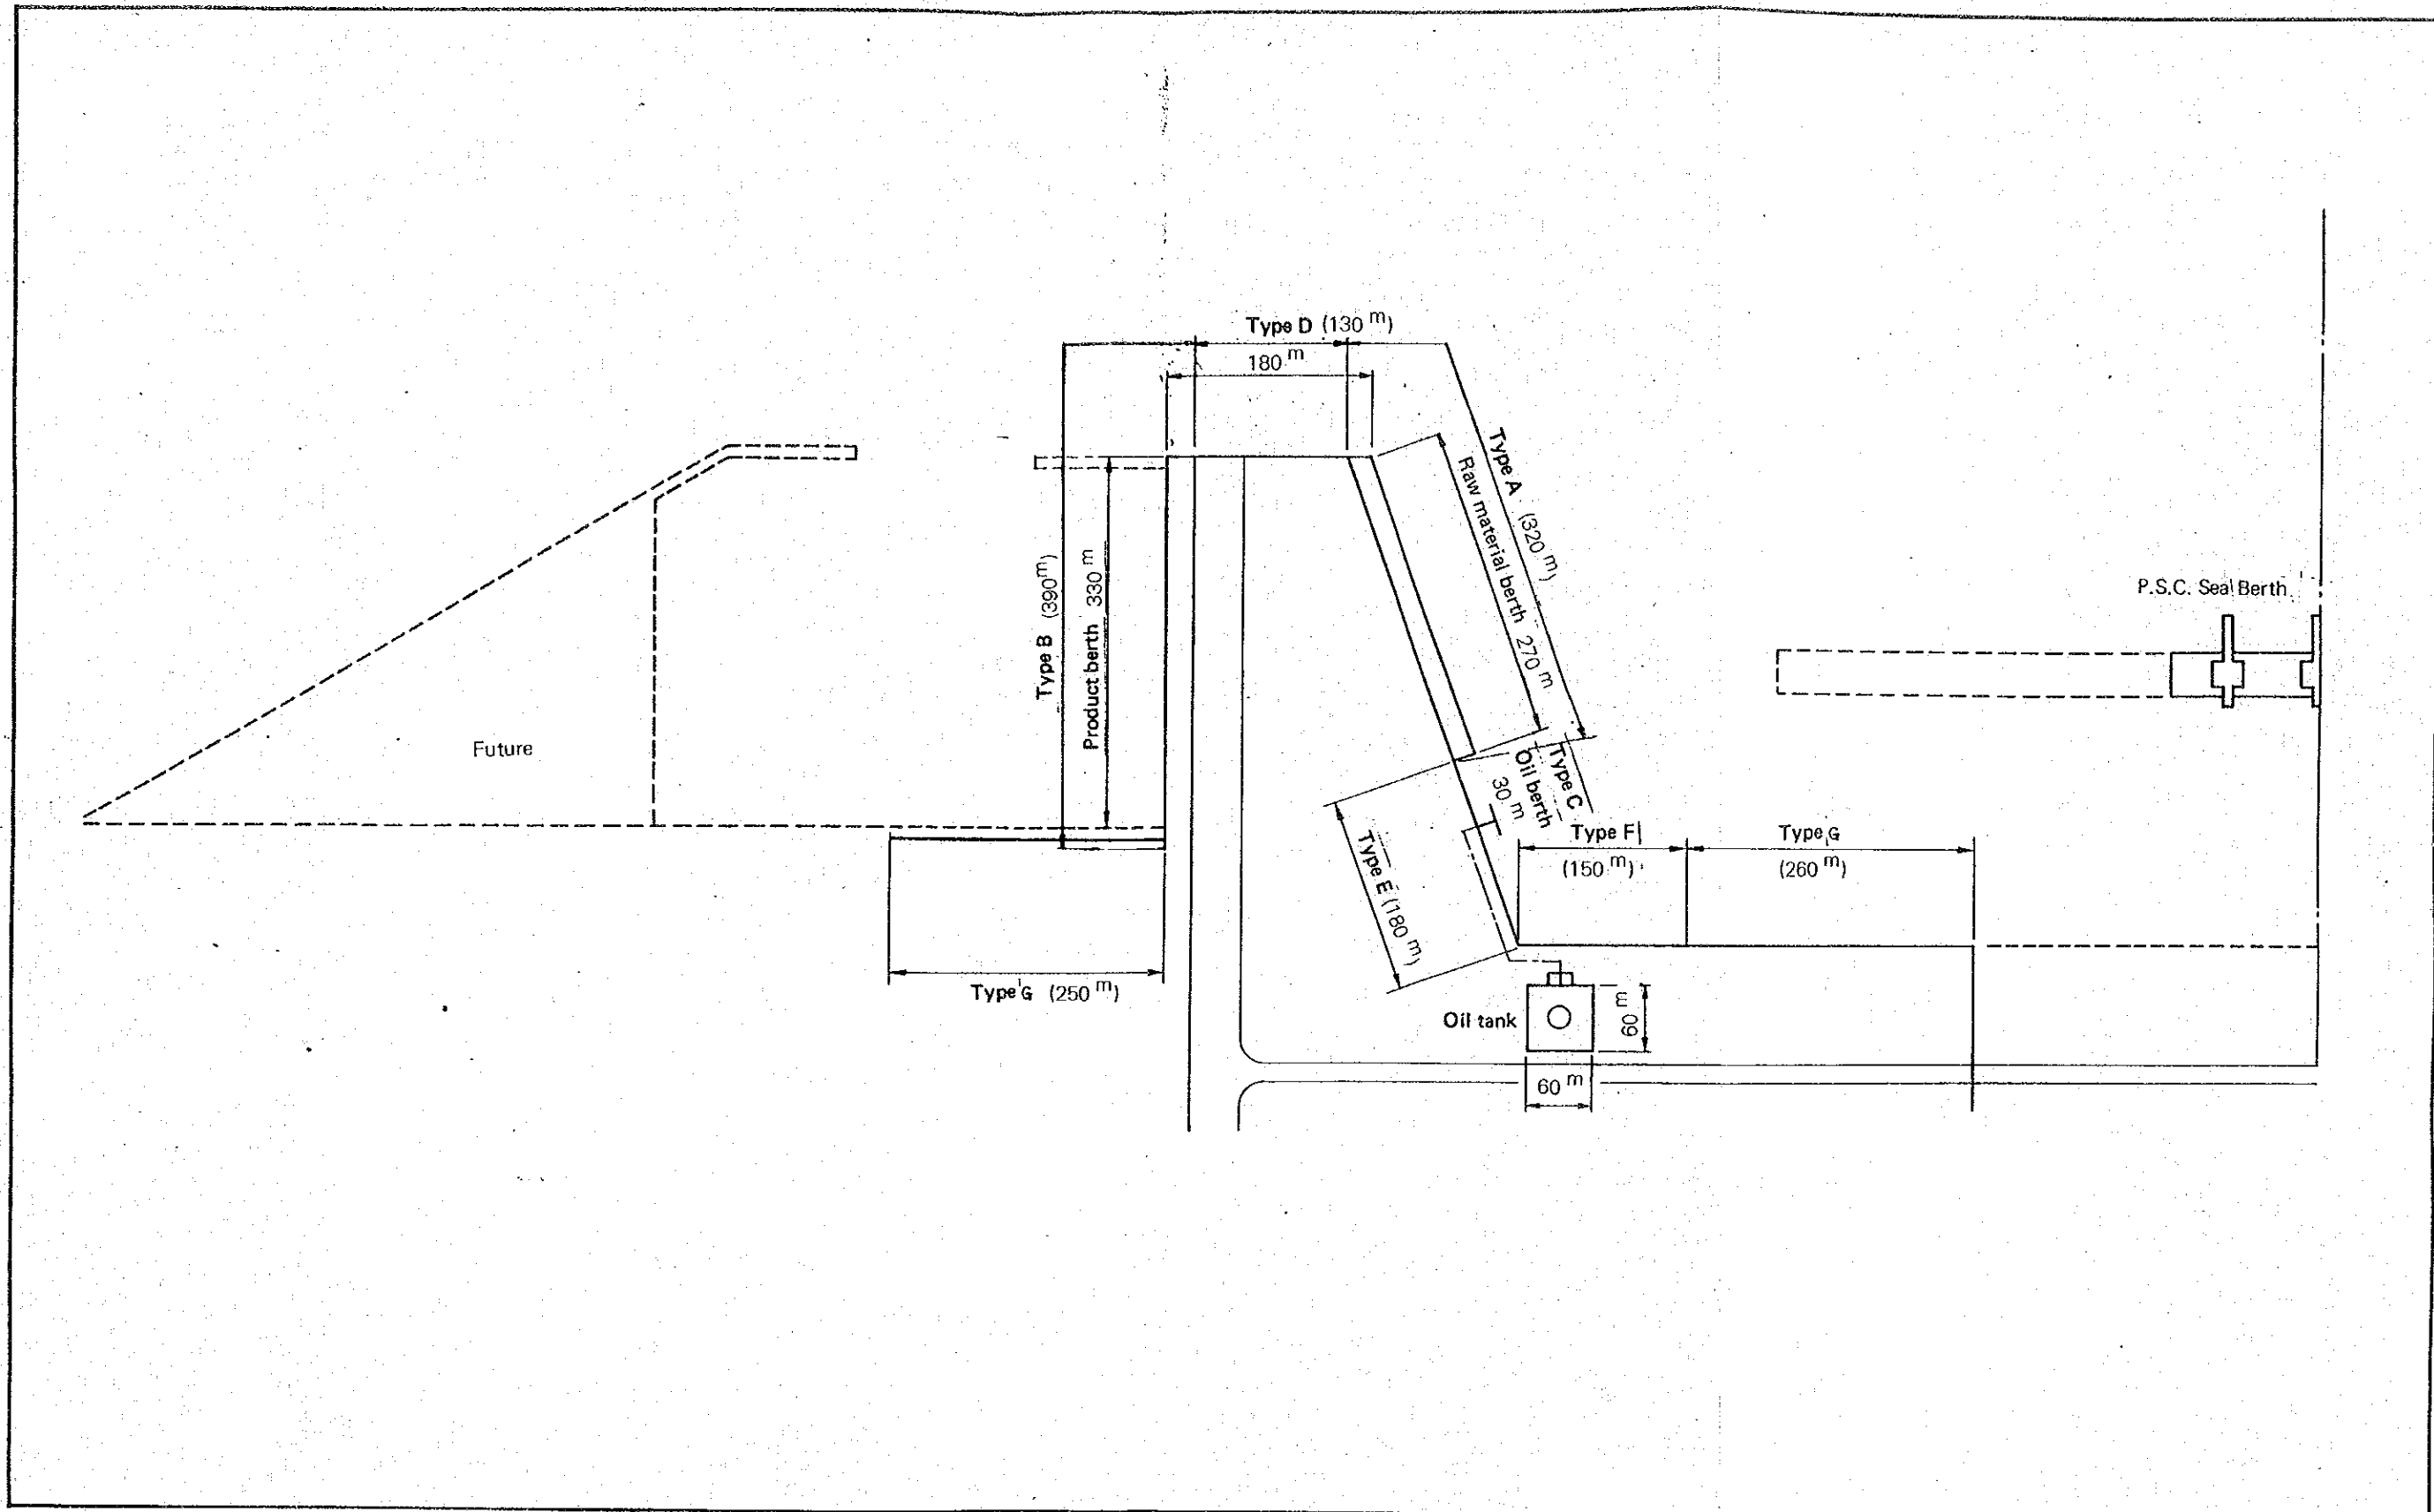 Type D (130 m)
180 m
Type A (320 m)
Raw material berth 270 m
Type B (390 m)
Product berth 330 m
P.S.C. Seal Berth
Future
Type C
Oil berth
30 m
Type E (180 m)
Type F
(150 m)
Type G
(260 m)
Type G (250 m)
Oil tank
60 m
60 m